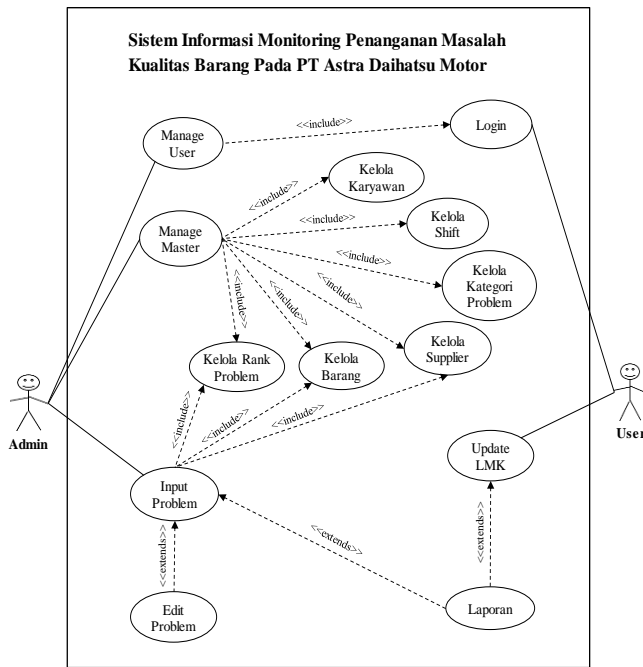 Sistem Informasi Monitoring Penanganan Masalah
Kualitas Barang Pada PT Astra Daihatsu Motor
<<include>>
Manage
User
Login
<<include>>
Kelola
Karyawan
<<include>>
Kelola
Shift
Manage
Master
<<include>>
Kelola
Kategori
Problem
<<include>>
<<include>>
<<include>>
Kelola Rank
Problem
Kelola
Barang
Kelola
Supplier
Admin
User
<<include>>
<<include>>
<<include>>
Update
LMK
Input
Problem
<<extends>>
<<extends>>
<<extends>>
Edit
Problem
Laporan